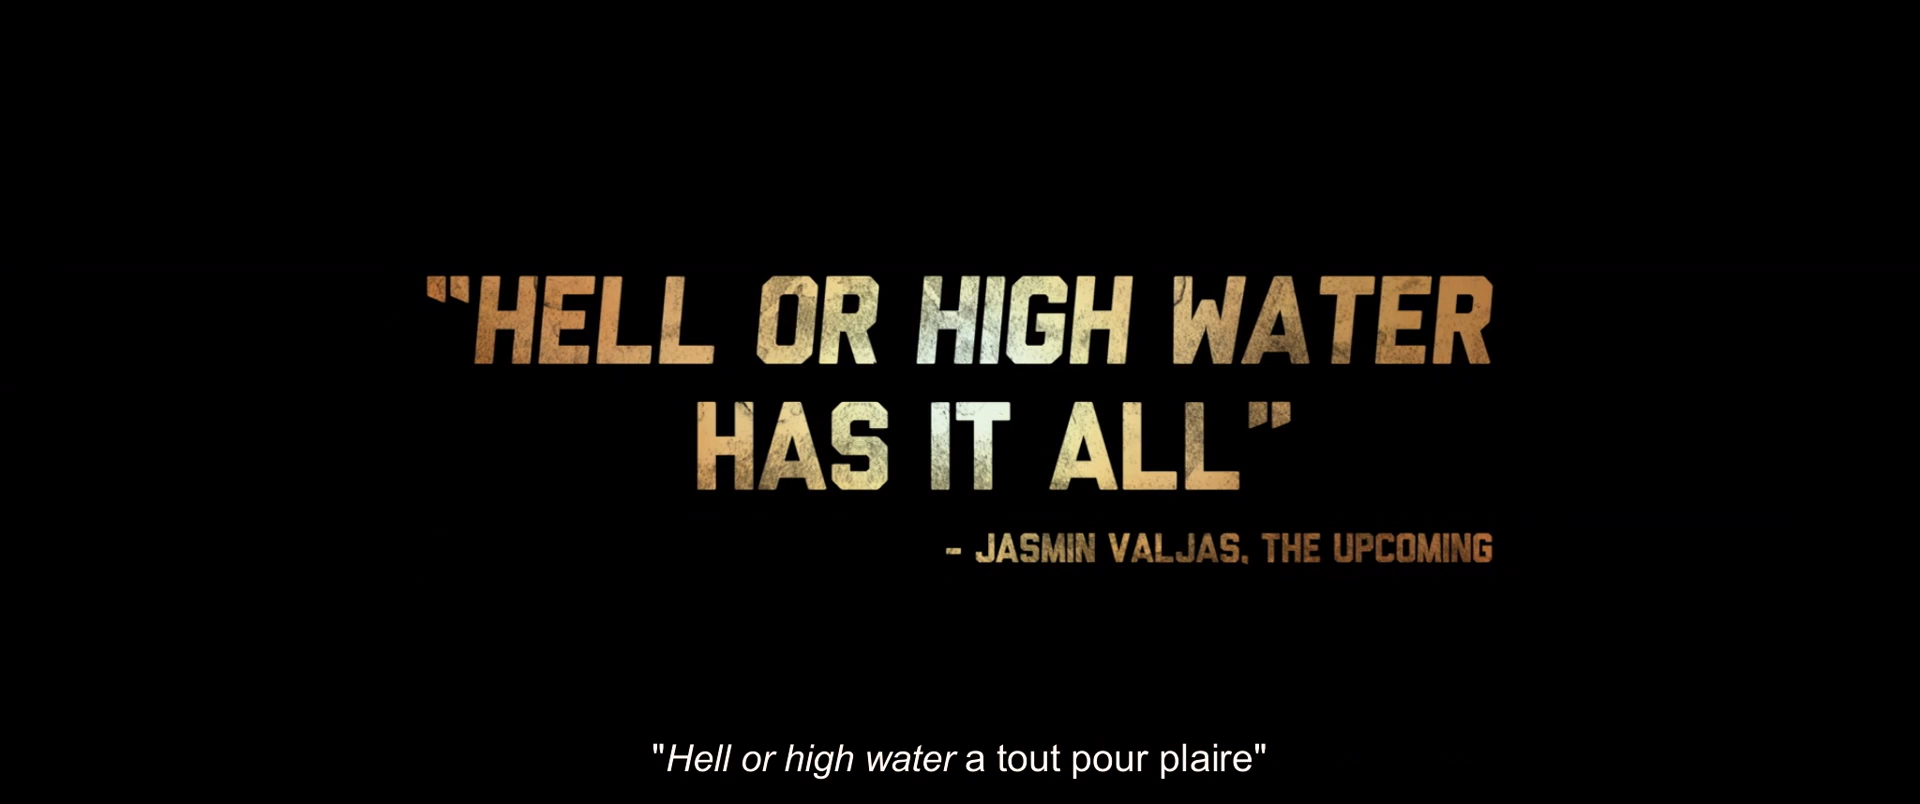 “HELL OR HIGH WATER
HAS IT ALL”
- JASMIN VALJAS, THE UPCOMING
"Hell or high water a tout pour plaire"